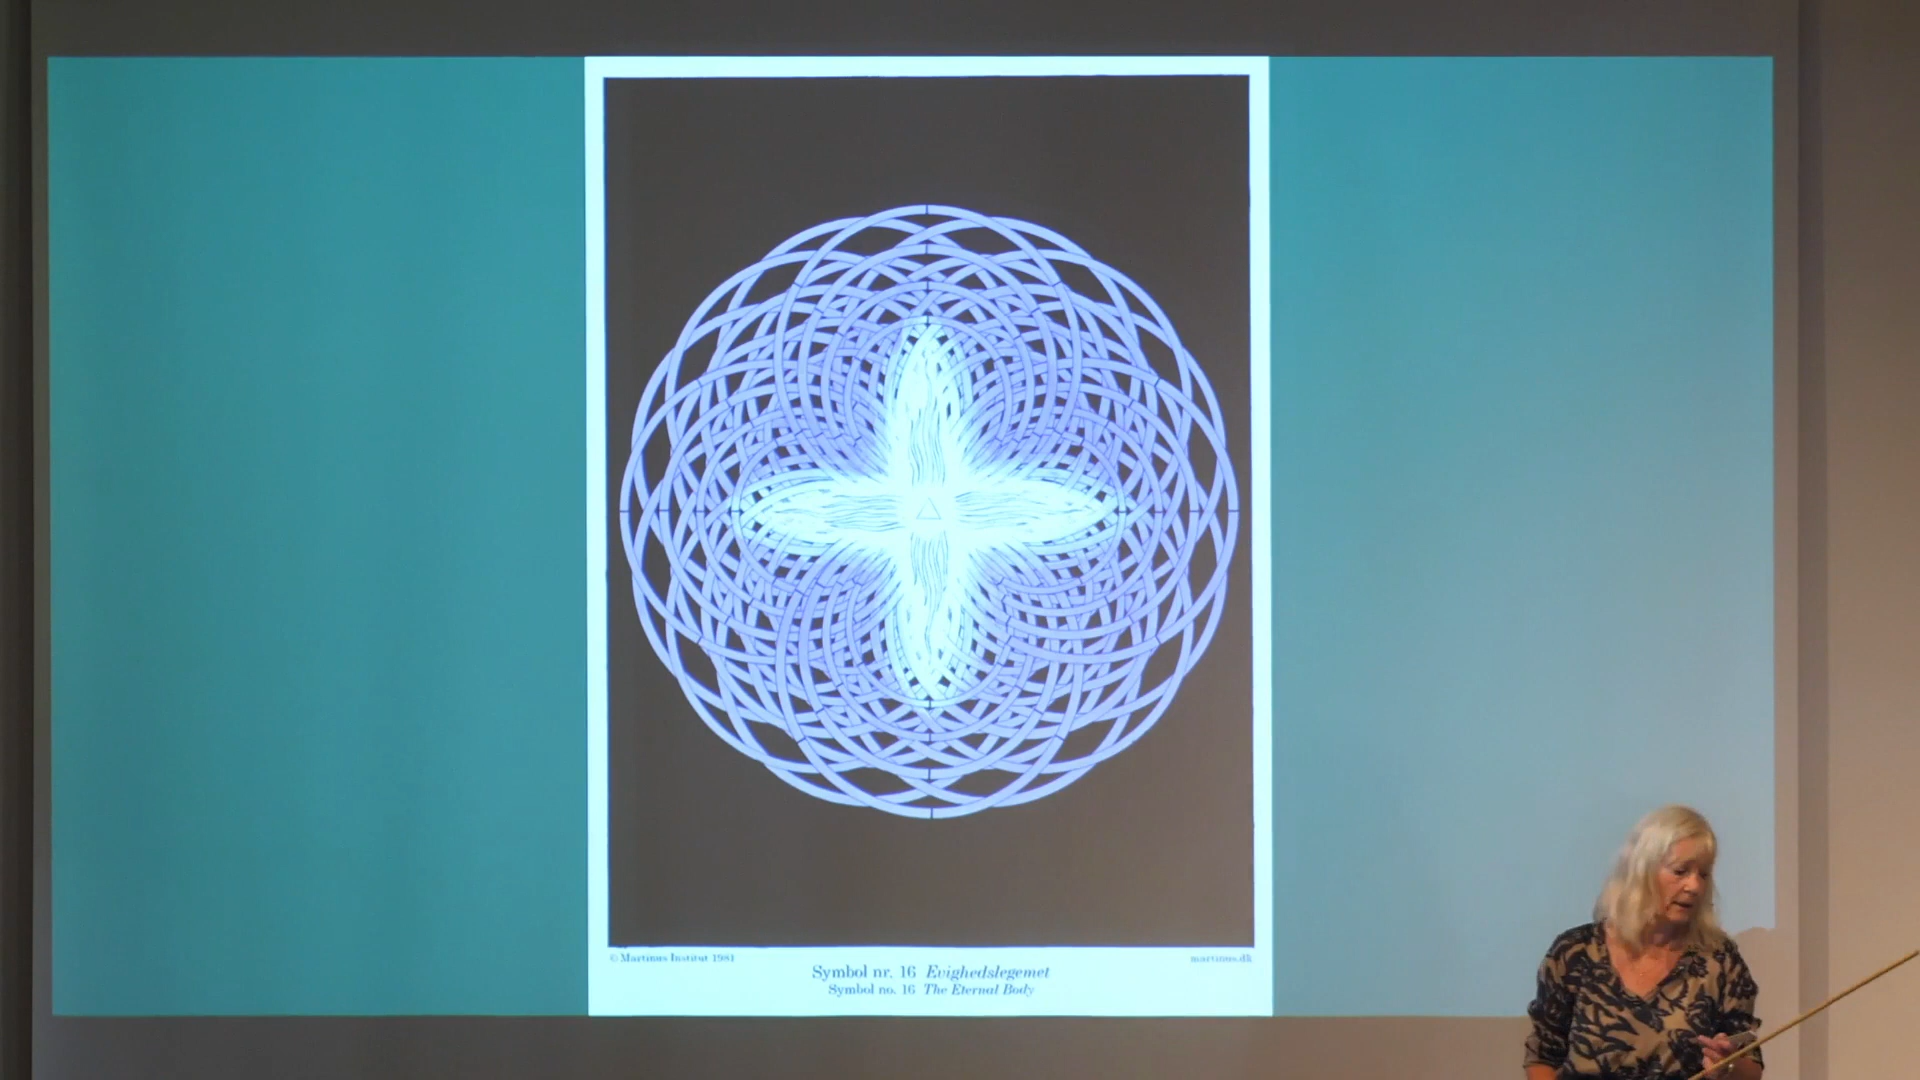 © Martinus Institut 1981
martinus.dk
Symbol nr. 16 Evighedslegemet
Symbol no. 16 The Eternal Body